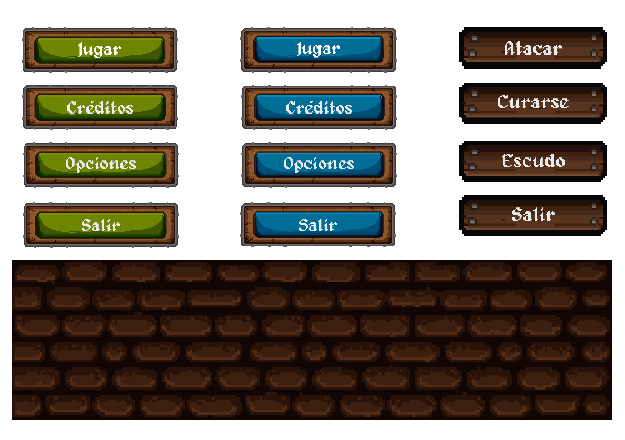 Jugar
Créditos
Opciones
Salir
Jugar
Créditos
Opciones
Salir
Atacar
Curarse
Escudo
Salir